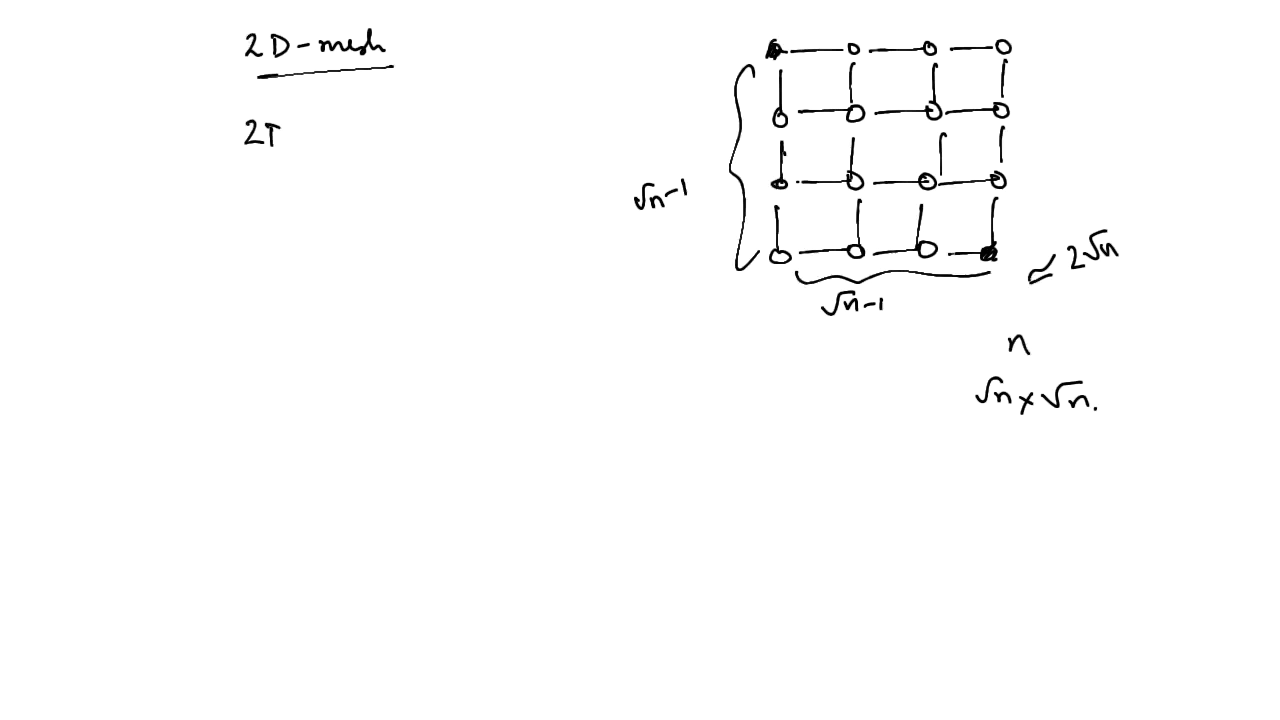 2D-mesh
2T
√n-1
√n-1
≃ 2√n
n
√n × √n.